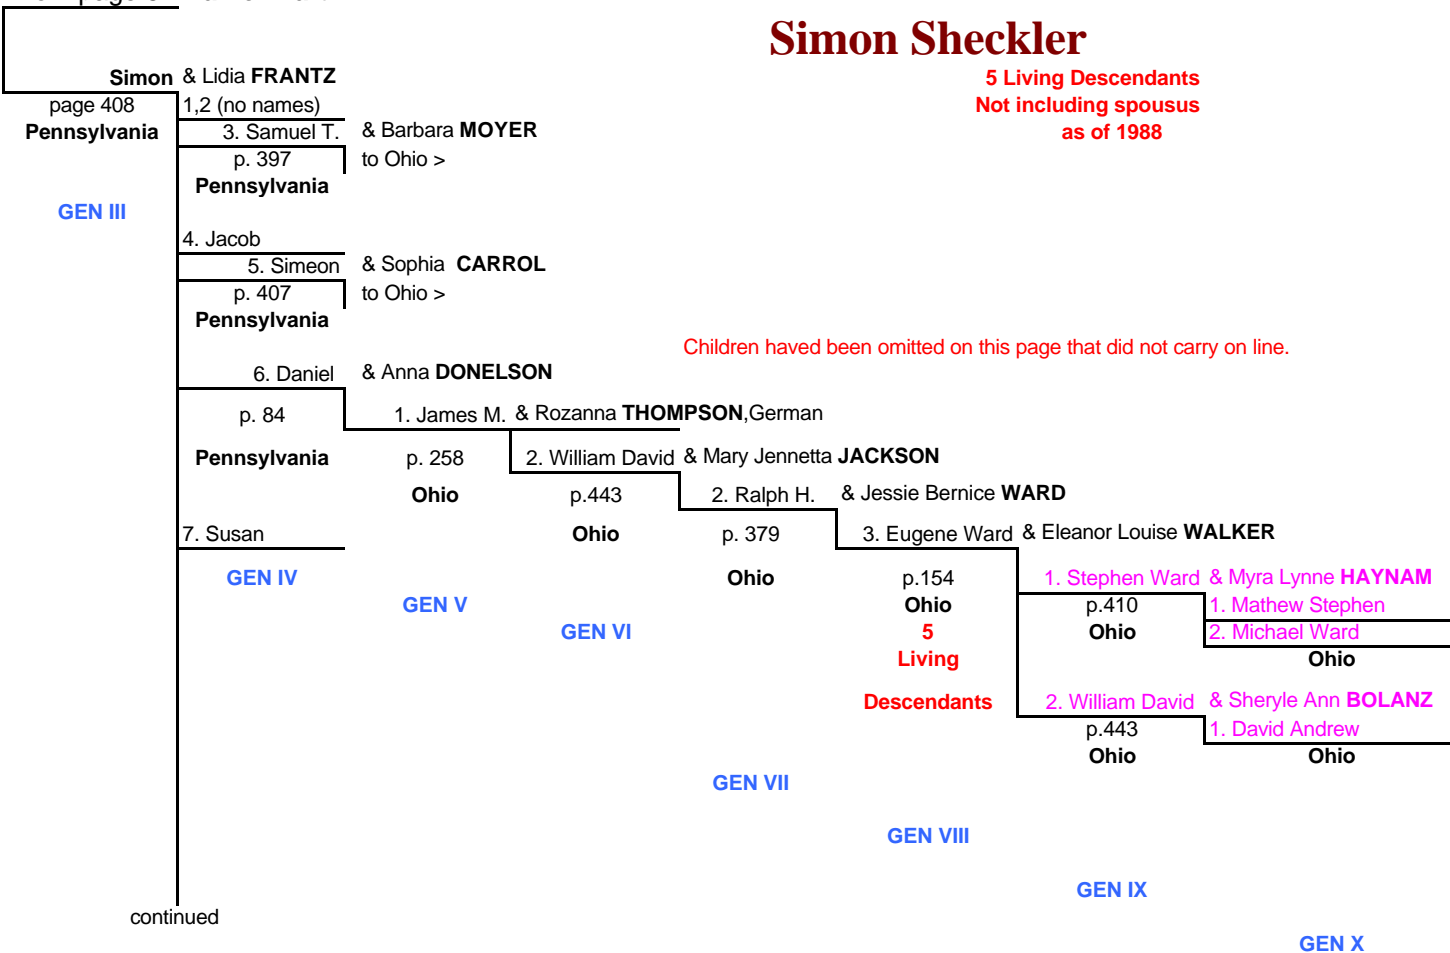 Simon Sheckler
Simon & Lidia FRANTZ
5 Living Descendants
page 408 1,2 (no names)
Not including spousus
Pennsylvania 3. Samuel T. & Barbara MOYER
as of 1988
p. 397 to Ohio >
Pennsylvania
GEN III
4. Jacob
5. Simeon & Sophia CARROL
p. 407 to Ohio >
Pennsylvania
Children haved been omitted on this page that did not carry on line.
6. Daniel & Anna DONELSON
p. 84 1. James M. & Rozanna THOMPSON,German
Pennsylvania p. 258 2. William David & Mary Jennetta JACKSON
Ohio p.443 2. Ralph H. & Jessie Bernice WARD
7. Susan Ohio p. 379 3. Eugene Ward & Eleanor Louise WALKER
GEN IV Ohio p.154 1. Stephen Ward & Myra Lynne HAYNAM
GEN V Ohio p.410 1. Mathew Stephen
GEN VI 5 Ohio 2. Michael Ward
Living Ohio
Descendants 2. William David & Sheryle Ann BOLANZ
p.443 1. David Andrew
Ohio Ohio
GEN VII
GEN VIII
GEN IX
continued
GEN X